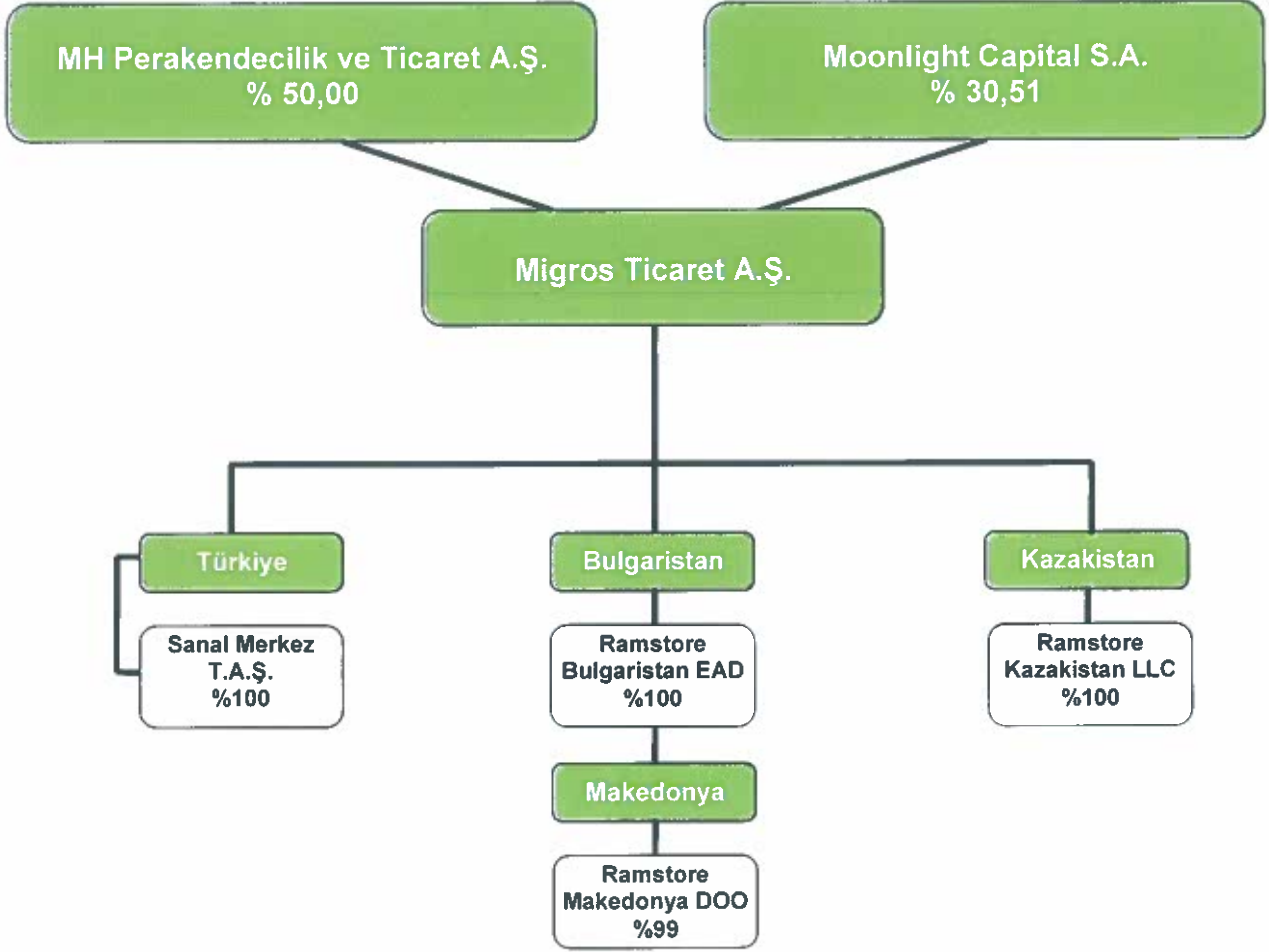 MH Perakendecilik ve Ticaret A.Ş.
% 50,00
Moonlight Capital S.A.
% 30,51
Migros Ticaret A.Ş.
Türkiye
Bulgaristan
Kazakistan
Sanal Merkez
T.A.Ş.
%100
Ramstore
Bulgaristan EAD
%100
Ramstore
Kazakistan LLC
%100
Makedonya
Ramstore
Makedonya DOO
%99